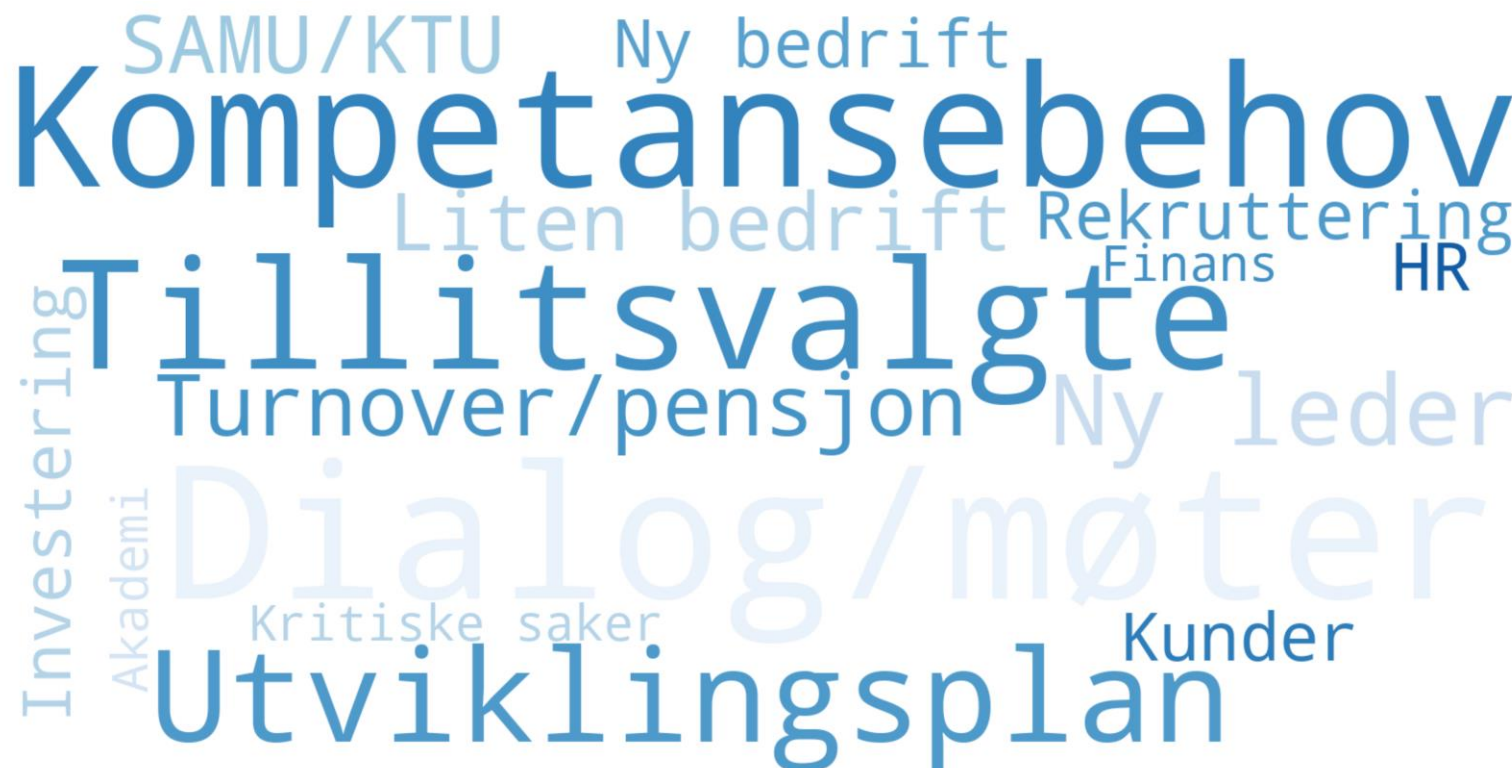 SAMU/KTU
Ny bedrift
Kompetansebehov
Liten bedrift
Rekruttering
Finans
HR
Tillitsvalgte
Turnover/pensjon
Ny leder
Investering
Akademi
Dialog/møter
Kritiske saker
Kunder
Utviklingsplan